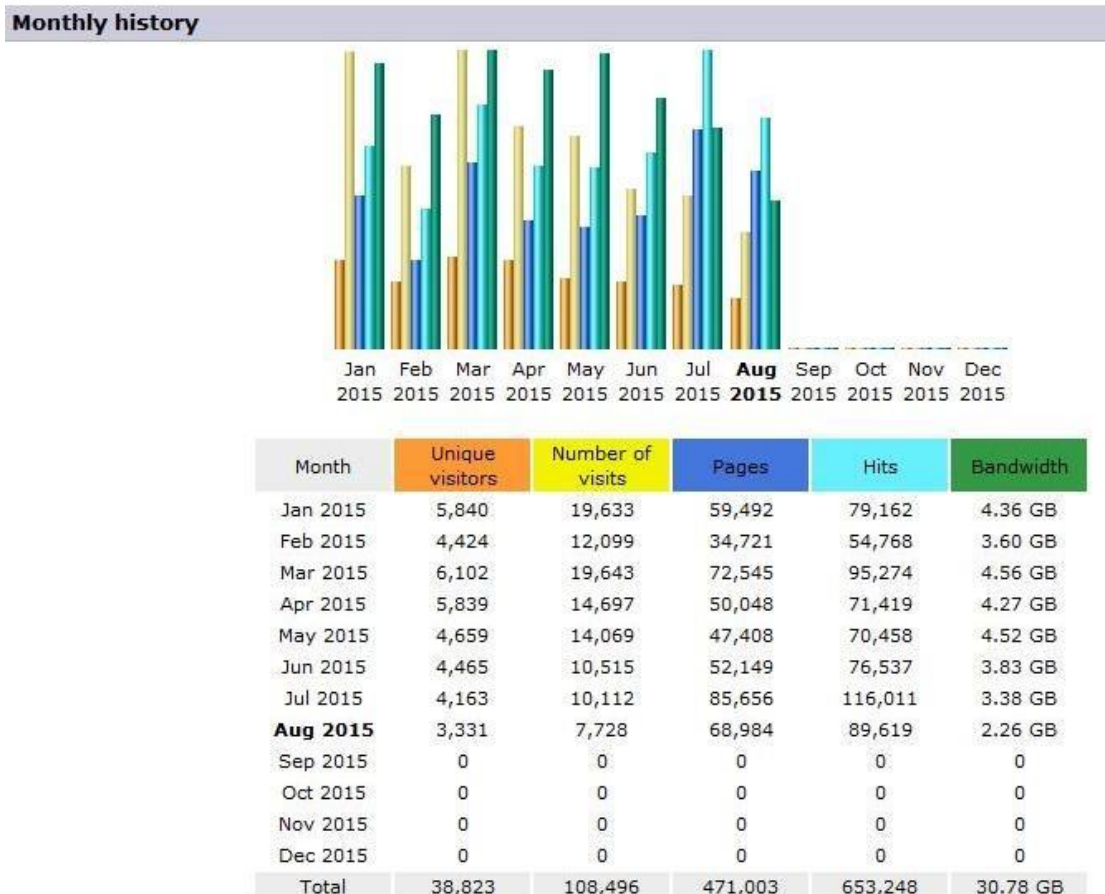 Monthly history
Jan Feb Mar Apr May Jun Jul Aug Sep Oct Nov Dec
2015 2015 2015 2015 2015 2015 2015 2015 2015 2015 2015 2015
Month Unique visitors Number of visits Pages Hits Bandwidth
Jan 2015 5,840 19,633 59,492 79,162 4.36 GB
Feb 2015 4,424 12,099 34,721 54,768 3.60 GB
Mar 2015 6,102 19,643 72,545 95,274 4.56 GB
Apr 2015 5,839 14,697 50,048 71,419 4.27 GB
May 2015 4,659 14,069 47,408 70,458 4.52 GB
Jun 2015 4,465 10,515 52,149 76,537 3.83 GB
Jul 2015 4,163 10,112 85,656 116,011 3.38 GB
Aug 2015 3,331 7,728 68,984 89,619 2.26 GB
Sep 2015 0 0 0 0 0
Oct 2015 0 0 0 0 0
Nov 2015 0 0 0 0 0
Dec 2015 0 0 0 0 0
Total 38,823 108,496 471,003 653,248 30.78 GB